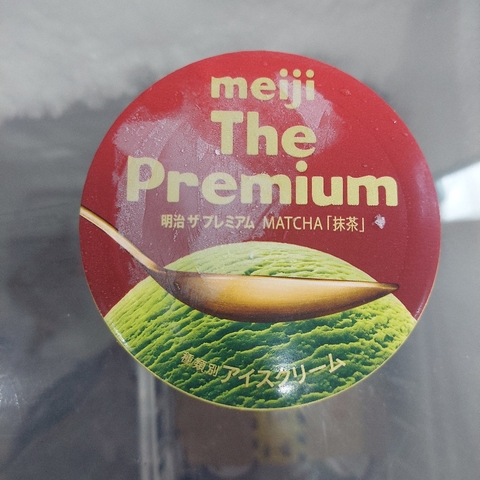 meiji
The
Premium
明治 ザ・プレミアム MATCHA「抹茶」
種類別 アイスクリーム